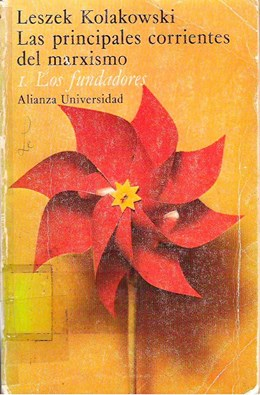 Leszek Kolakowski
Las principales corrientes
del marxismo
1. Los fundadores
Alianza Universidad